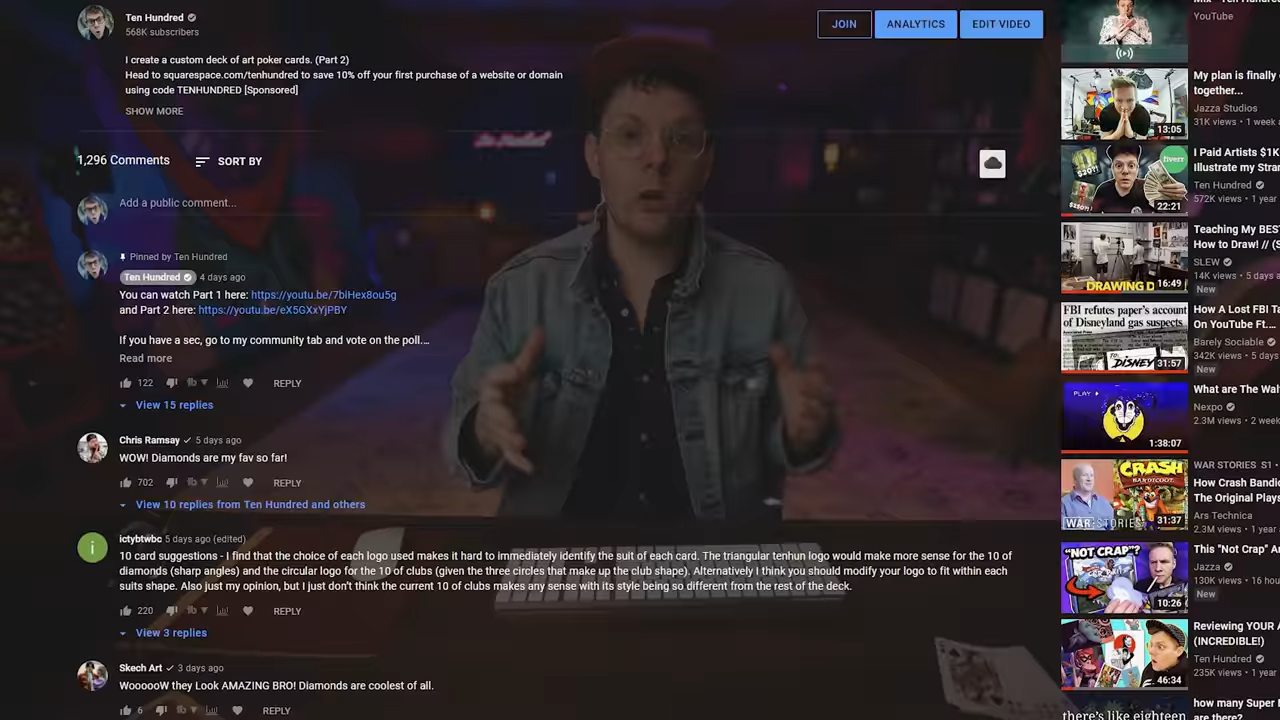 Ten Hundred
568K subscribers
JOIN
ANALYTICS
EDIT VIDEO
I create a custom deck of art poker cards. (Part 2)
Head to squarespace.com/tenhundred to save 10% off your first purchase of a website or domain
using code TENHUNDRED [Sponsored]
SHOW MORE
1,296 Comments
SORT BY
Add a public comment...
Pinned by Ten Hundred
Ten Hundred 4 days ago
You can watch Part 1 here: https://youtu.be/7biHex8ou5g
and Part 2 here: https://youtu.be/eX5GXxYjPBY
If you have a sec, go to my community tab and vote on the poll...
Read more
122 REPLY
View 15 replies
Chris Ramsay 5 days ago
WOW! Diamonds are my fav so far!
702 REPLY
View 10 replies from Ten Hundred and others
i
ictybtwbc 5 days ago (edited)
10 card suggestions - I find that the choice of each logo used makes it hard to immediately identify the suit of each card. The triangular tenhun logo would make more sense for the 10 of
diamonds (sharp angles) and the circular logo for the 10 of clubs (given the three circles that make up the club shape). Alternatively I think you should modify your logo to fit within each
suits shape. Also just my opinion, but I just don't think the current 10 of clubs makes any sense with its style being so different from the rest of the deck.
220 REPLY
View 3 replies
Skech Art 3 days ago
WoooooW they Look AMAZING BRO! Diamonds are coolest of all.
6 REPLY
YouTube
My plan is finally
together...
Jazza Studios
31K views • 1 week
13:05
I Paid Artists $1K
Illustrate my Stran
Ten Hundred
572K views • 1 year
fiverr
22:21
Teaching My BES
How to Draw! // (S
SLEW
14K views • 5 days
New
DRAWING D
16:49
How A Lost FBI Ta
On YouTube Ft...
Barely Sociable
342K views • 5 days
New
FBI refutes paper's account
of Disneyland gas suspects
DISNEY
31:57
What are The Wal
Nexpo
2.3M views • 2 week
PLAY
1:38:07
WAR STORIES S1 •
How Crash Bandic
The Original Plays
Ars Technica
2.3M views • 1 year
CRASH
BANDICOOT
WAR STORIES
31:37
This "Not Crap" Ar
Jazza
130K views • 16 hou
New
"NOT CRAP"?
10:26
Reviewing YOUR A
(INCREDIBLE!)
Ten Hundred
235K views • 1 year
46:34
how many Super
are there?
there's like eighteen